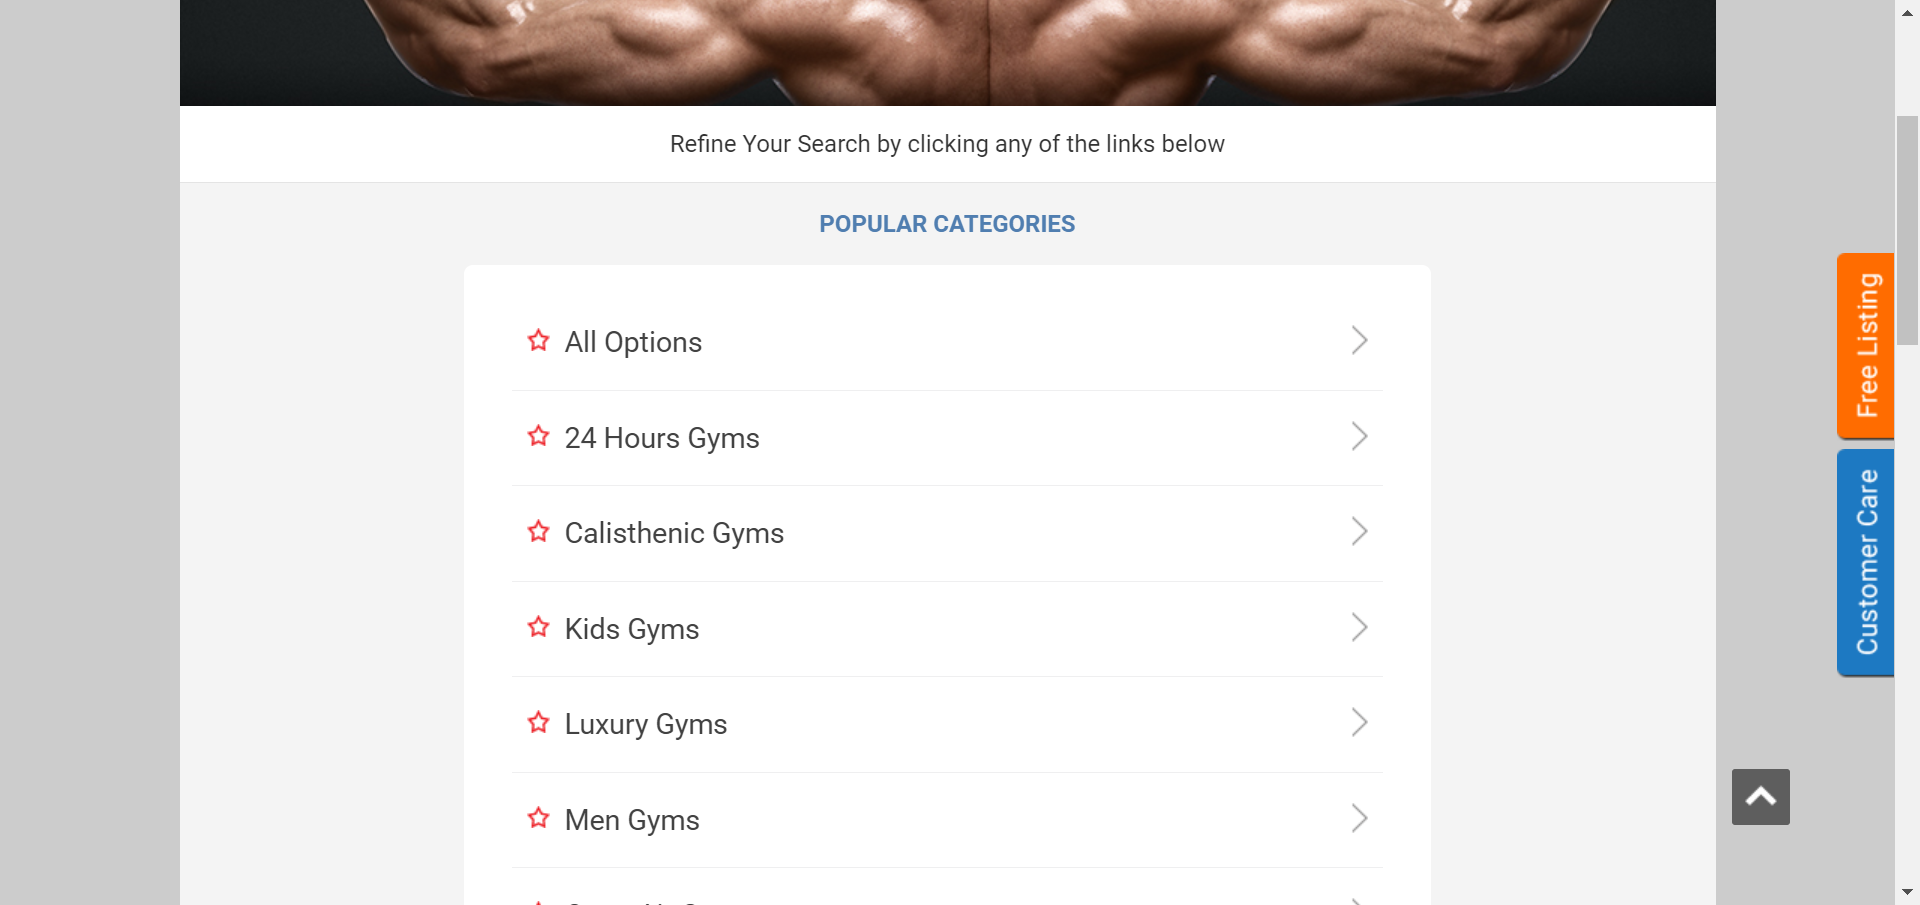 Refine Your Search by clicking any of the links below
POPULAR CATEGORIES
All Options
24 Hours Gyms
Calisthenic Gyms
Kids Gyms
Luxury Gyms
Men Gyms
Free Listing
Customer Care